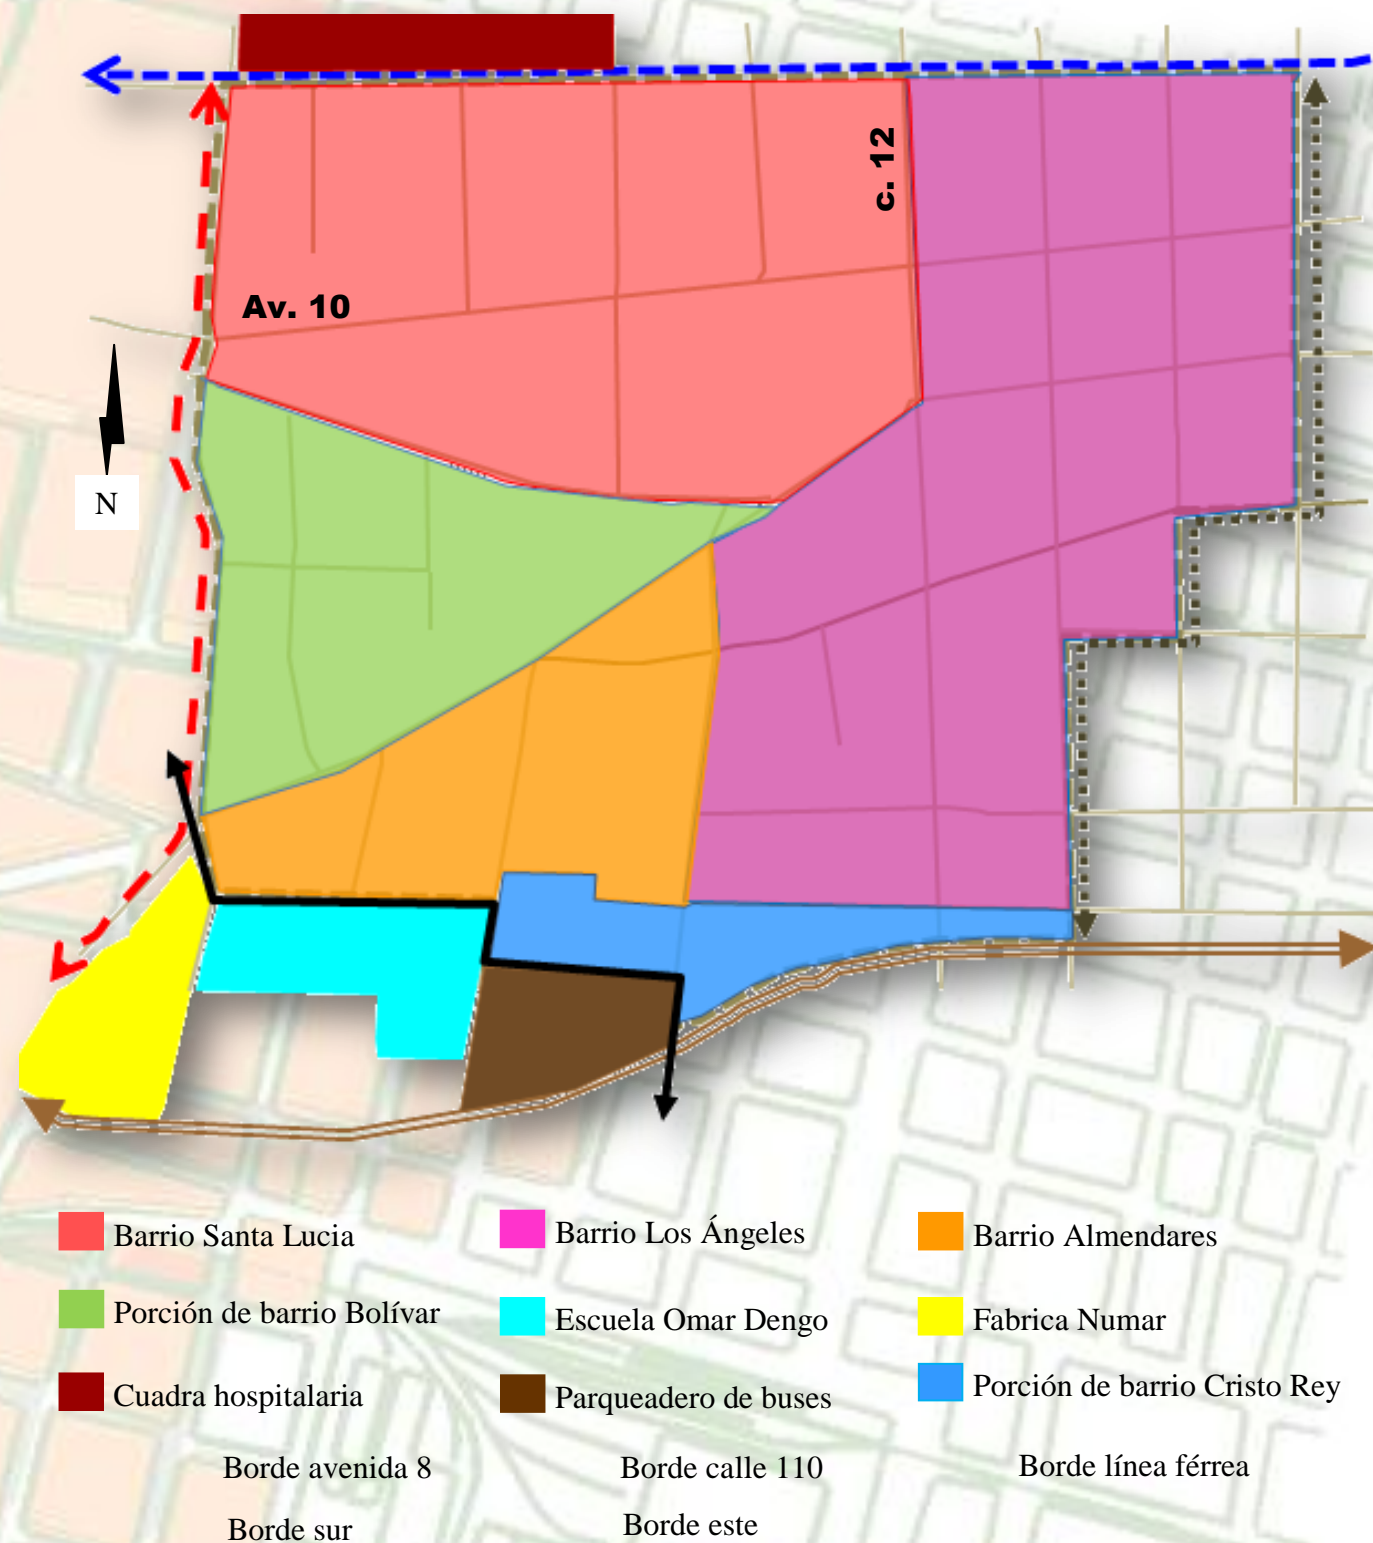 c. 12
Av. 10
N
Barrio Santa Lucia
Barrio Los Ángeles
Barrio Almendares
Porción de barrio Bolívar
Escuela Omar Dengo
Fabrica Numar
Cuadra hospitalaria
Parqueadero de buses
Porción de barrio Cristo Rey
Borde avenida 8
Borde calle 110
Borde línea férrea
Borde sur
Borde este